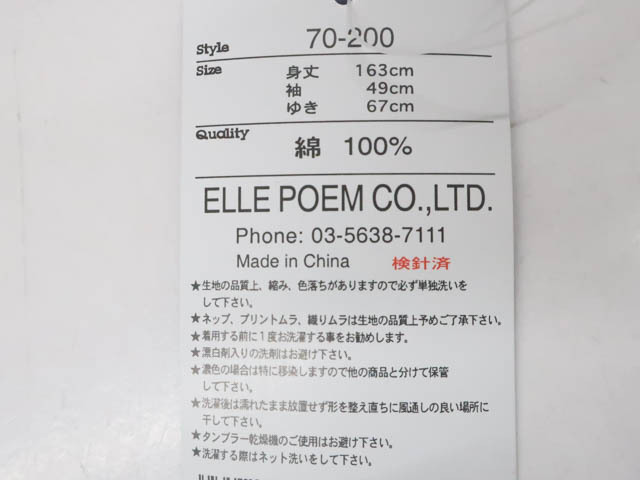 Style 70-200
Size 身丈 163cm
袖 49cm
ゆき 67cm
Quality 綿 100%
ELLE POEM CO.,LTD.
Phone: 03-5638-7111
Made in China 検針済
★生地の品質上、縮み、色落ちがありますので必ず単独洗いを
して下さい。
★ネップ、プリントムラ、織りムラは生地の品質上予めご了承下さい。
★着用する前に1度お洗濯する事をお勧めします。
★漂白剤入りの洗剤はお避け下さい。
★濃色の場合は特に移染しますので他の商品と分けて保管
して下さい。
★洗濯後は濡れたまま放置せず形を整え直ちに風通しの良い場所に
干して下さい。
★タンブラー乾燥機のご使用はお避け下さい。
★洗濯する際はネット洗いをして下さい。